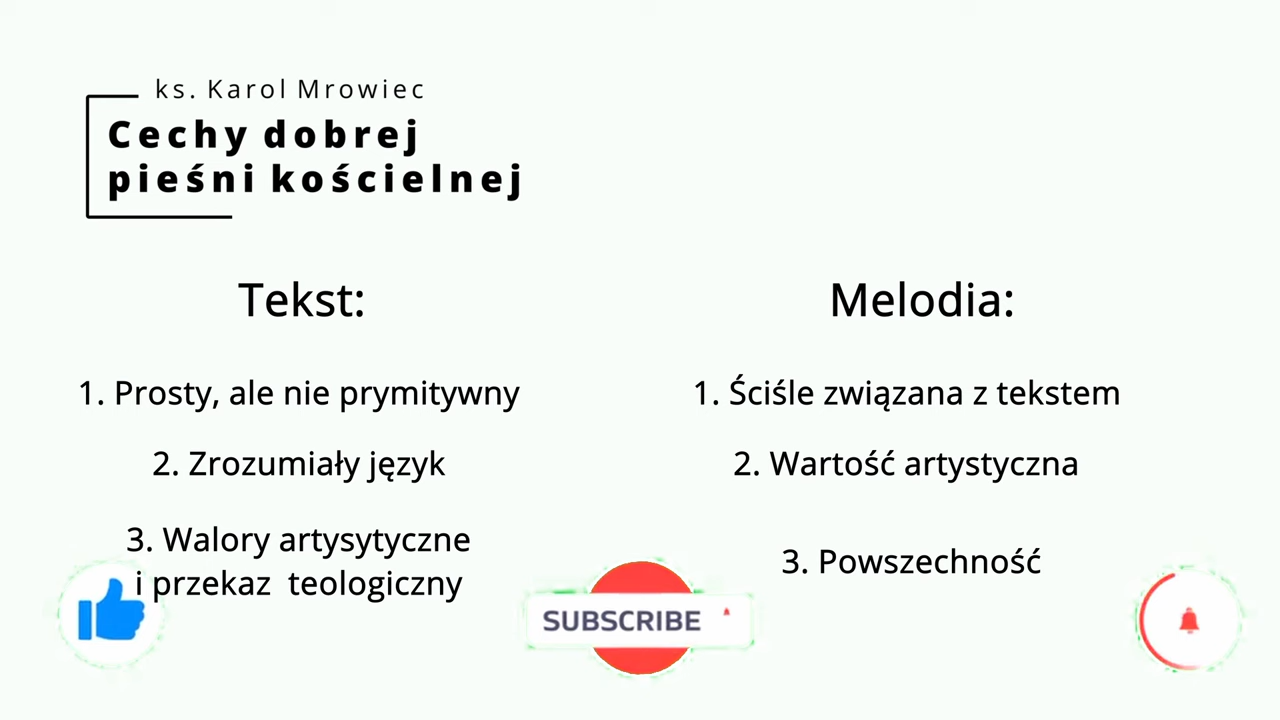 ks. Karol Mrowiec
Cechy dobrej
pieśni kościelnej
Tekst:
1. Prosty, ale nie prymitywny
2. Zrozumiały język
3. Walory artysytyczne
i przekaz teologiczny
Melodia:
1. Ściśle związana z tekstem
2. Wartość artystyczna
3. Powszechność
SUBSCRIBE